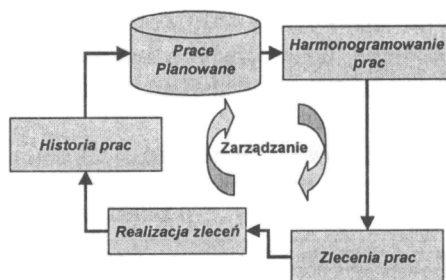 Prace
Planowane
Harmonogramowanie
prac
Historia prac
Zarządzanie
Realizacja zleceń
Zlecenia prac